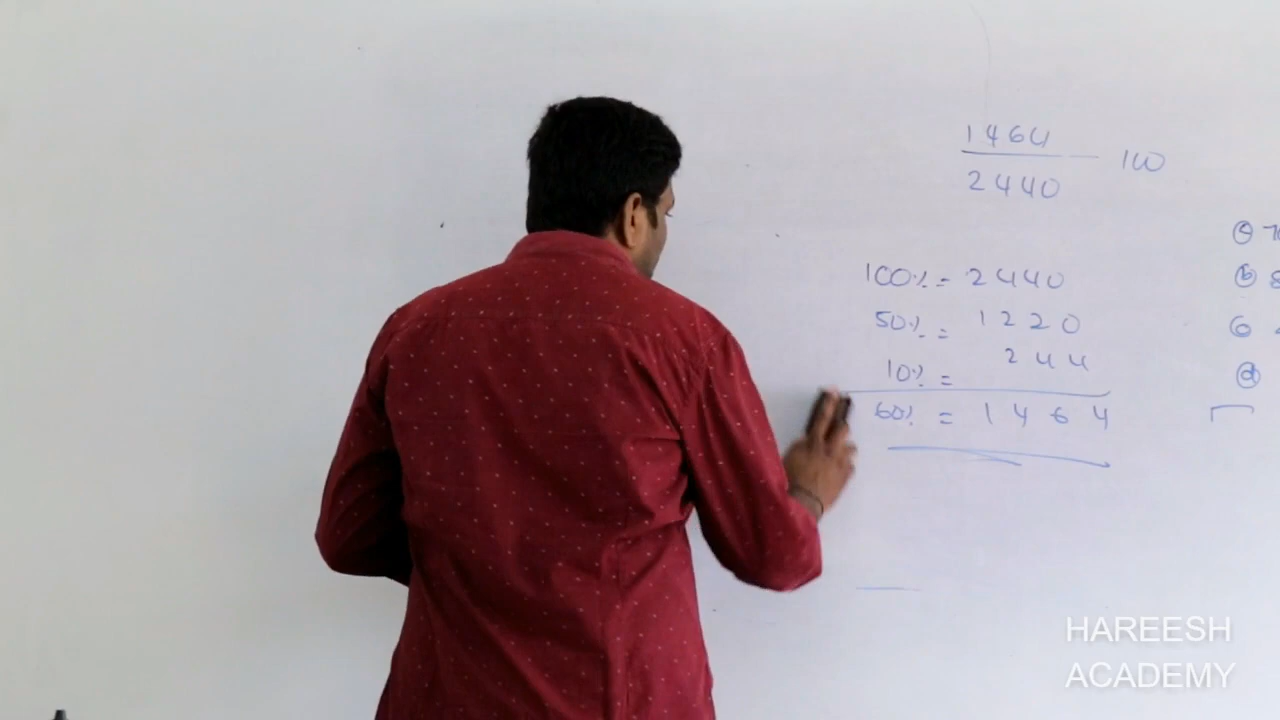 1464
2440
100
100% = 2440
50% = 1220
10% = 244
60% = 1464
a
b
d
HAREESH
ACADEMY